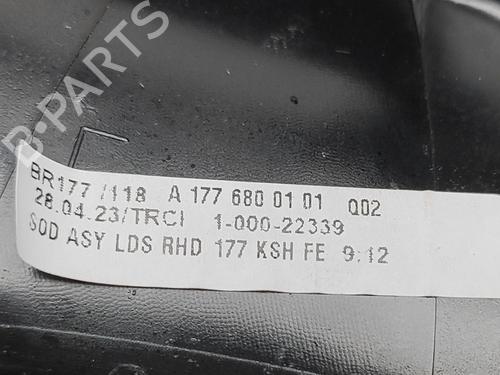 B-PARTS
BR177 /118 A 177 680 01 01 Q02
28.04.23/TRCI 1-000-22339
SOD ASY LDS RHD 177 KSH FE 9:12